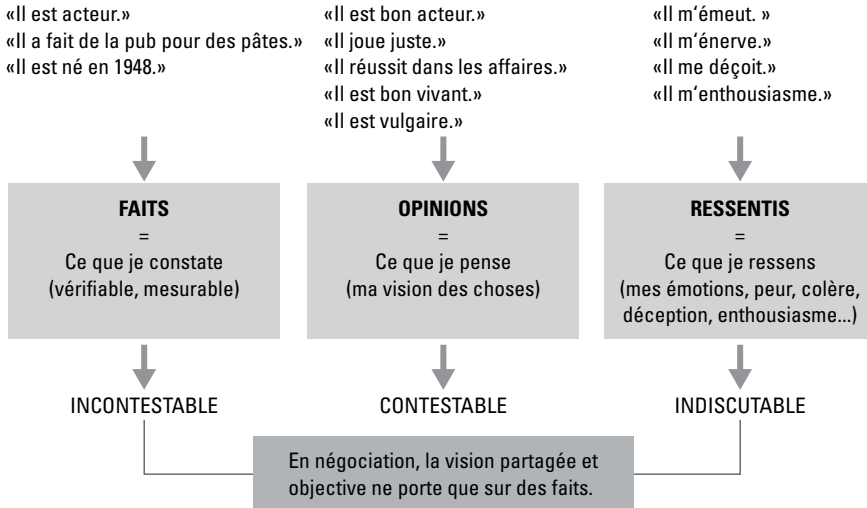 «Il est acteur.»
«Il a fait de la pub pour des pâtes.»
«Il est né en 1948.»
«Il est bon acteur.»
«Il joue juste.»
«Il réussit dans les affaires.»
«Il est bon vivant.»
«Il est vulgaire.»
«Il m‘émeut. »
«Il m‘énerve.»
«Il me déçoit.»
«Il m‘enthousiasme.»
FAITS
=
Ce que je constate
(vérifiable, mesurable)
OPINIONS
=
Ce que je pense
(ma vision des choses)
RESSENTIS
=
Ce que je ressens
(mes émotions, peur, colère,
déception, enthousiasme...)
INCONTESTABLE
CONTESTABLE
INDISCUTABLE
En négociation, la vision partagée et
objective ne porte que sur des faits.